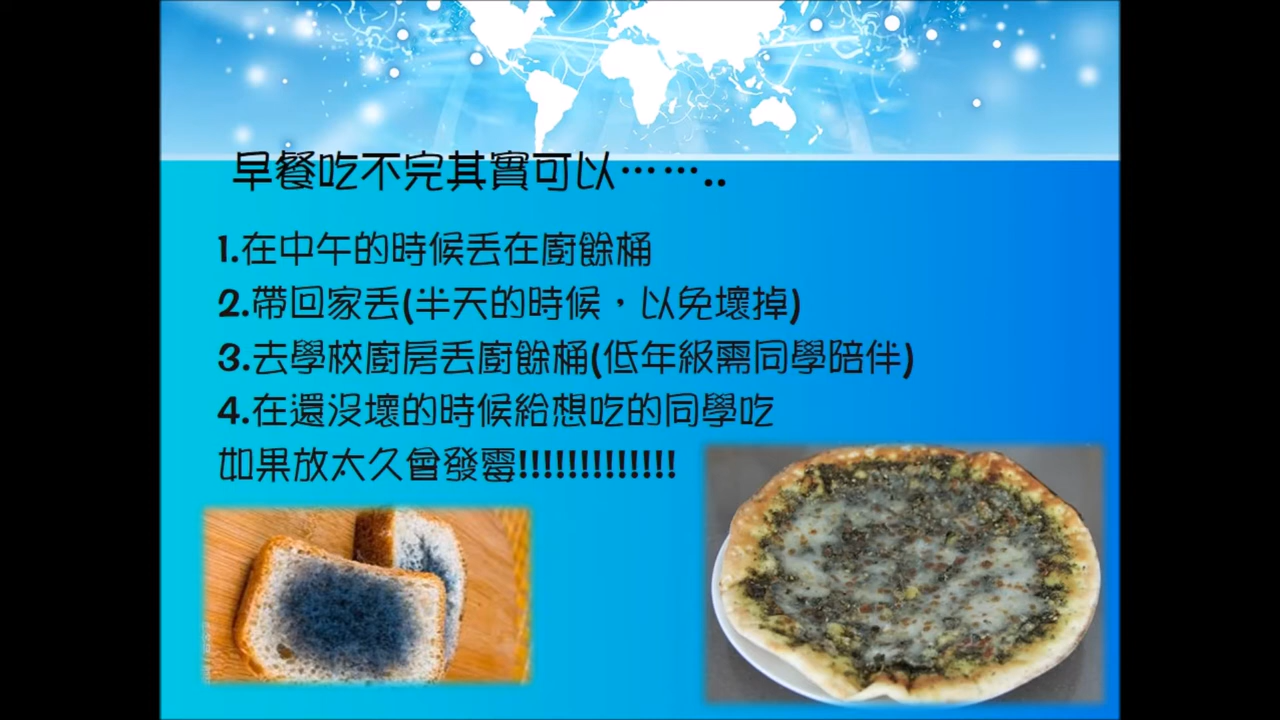 早餐吃不完其實可以⋯⋯..
1.在中午的時候丟在廚餘桶
2.帶回家丟(半天的時候，以免壞掉)
3.去學校廚房丟廚餘桶(低年級需同學陪伴)
4.在還沒壞的時候給想吃的同學吃
如果放太久會發霉!!!!!!!!!!!!!